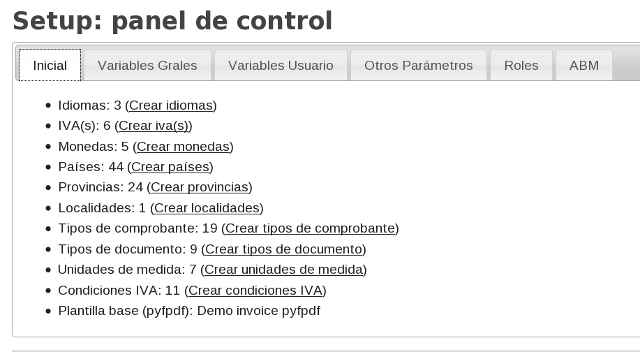 Setup: panel de control
Inicial Variables Grales Variables Usuario Otros Parámetros Roles ABM
Idiomas: 3 (Crear idiomas)
IVA(s): 6 (Crear iva(s))
Monedas: 5 (Crear monedas)
Países: 44 (Crear países)
Provincias: 24 (Crear provincias)
Localidades: 1 (Crear localidades)
Tipos de comprobante: 19 (Crear tipos de comprobante)
Tipos de documento: 9 (Crear tipos de documento)
Unidades de medida: 7 (Crear unidades de medida)
Condiciones IVA: 11 (Crear condiciones IVA)
Plantilla base (pyfpdf): Demo invoice pyfpdf